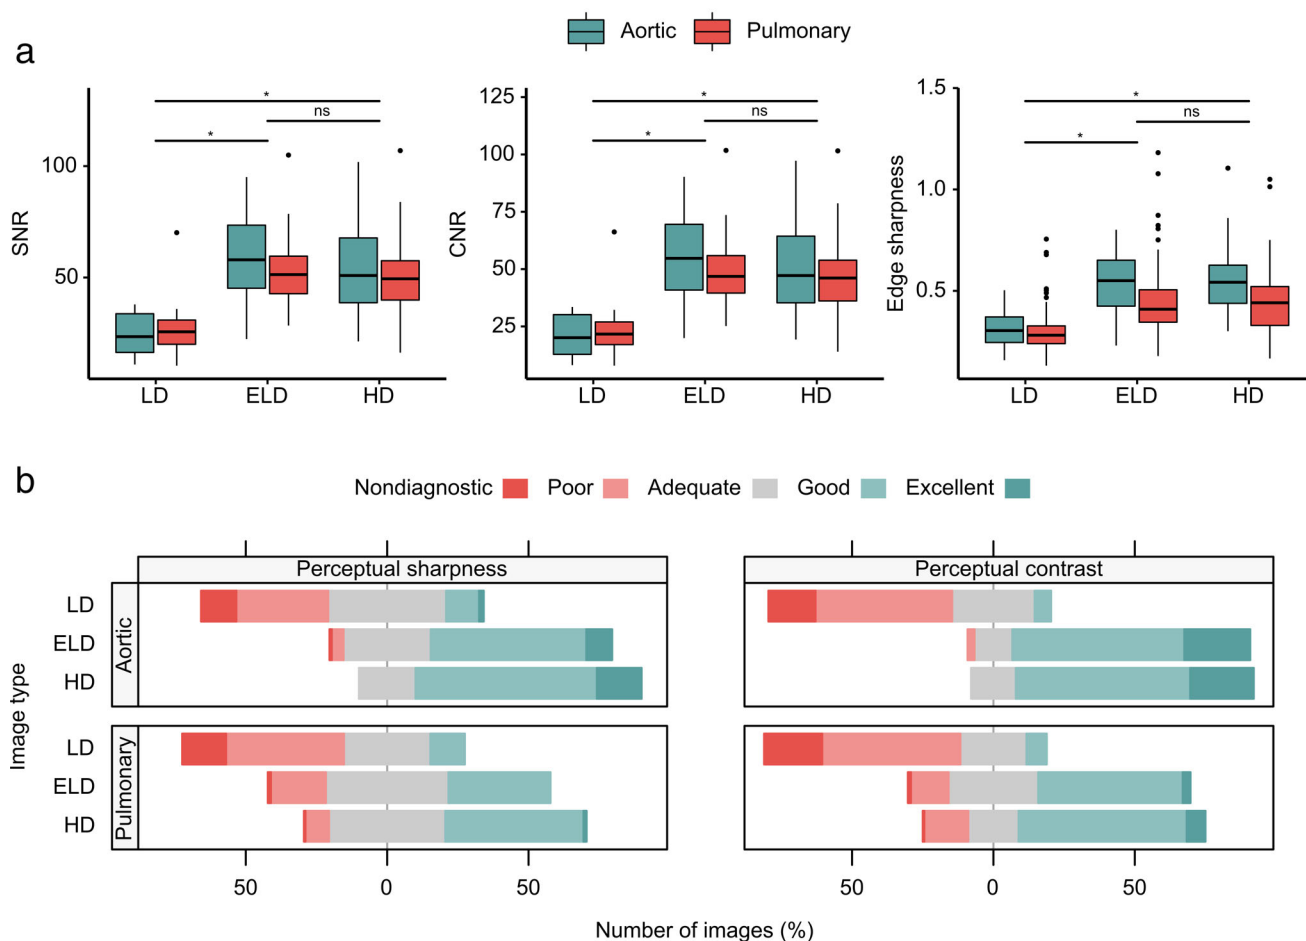 Aortic Pulmonary
a
SNR
100
50
LD ELD HD
*
ns
*
CNR
125
100
75
50
25
LD ELD HD
*
ns
*
Edge sharpness
1.5
1.0
0.5
LD ELD HD
*
ns
*
b
Nondiagnostic Poor Adequate Good Excellent
Perceptual sharpness
Perceptual contrast
Image type
Aortic
LD
ELD
HD
Pulmonary
LD
ELD
HD
50 0 50
50 0 50
Number of images (%)